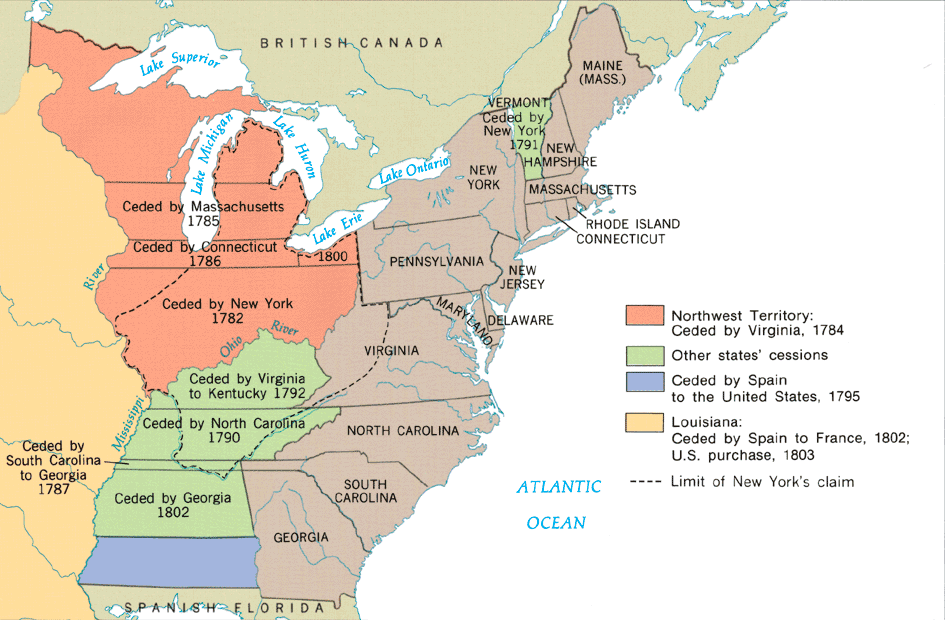 BRITISH CANADA
Lake Superior
MAINE
(MASS.)
VERMONT
Ceded by
New York
1791
Lake Michigan
Lake Huron
Lake Ontario
NEW
HAMPSHIRE
NEW
YORK
MASSACHUSETTS
Ceded by Massachusetts
1785
Lake Erie
RHODE ISLAND
CONNECTICUT
Ceded by Connecticut
1786
1800
PENNSYLVANIA
NEW
JERSEY
River
Ceded by New York
1782
MARYLAND
DELAWARE
Ohio River
VIRGINIA
Ceded by Virginia
to Kentucky 1792
Mississippi
Ceded by North Carolina
1790
NORTH CAROLINA
Ceded by
South Carolina
to Georgia
1787
SOUTH
CAROLINA
Ceded by Georgia
1802
GEORGIA
SPANISH FLORIDA
ATLANTIC
OCEAN
Northwest Territory:
Ceded by Virginia, 1784
Other states' cessions
Ceded by Spain
to the United States, 1795
Louisiana:
Ceded by Spain to France, 1802;
U.S. purchase, 1803
Limit of New York's claim